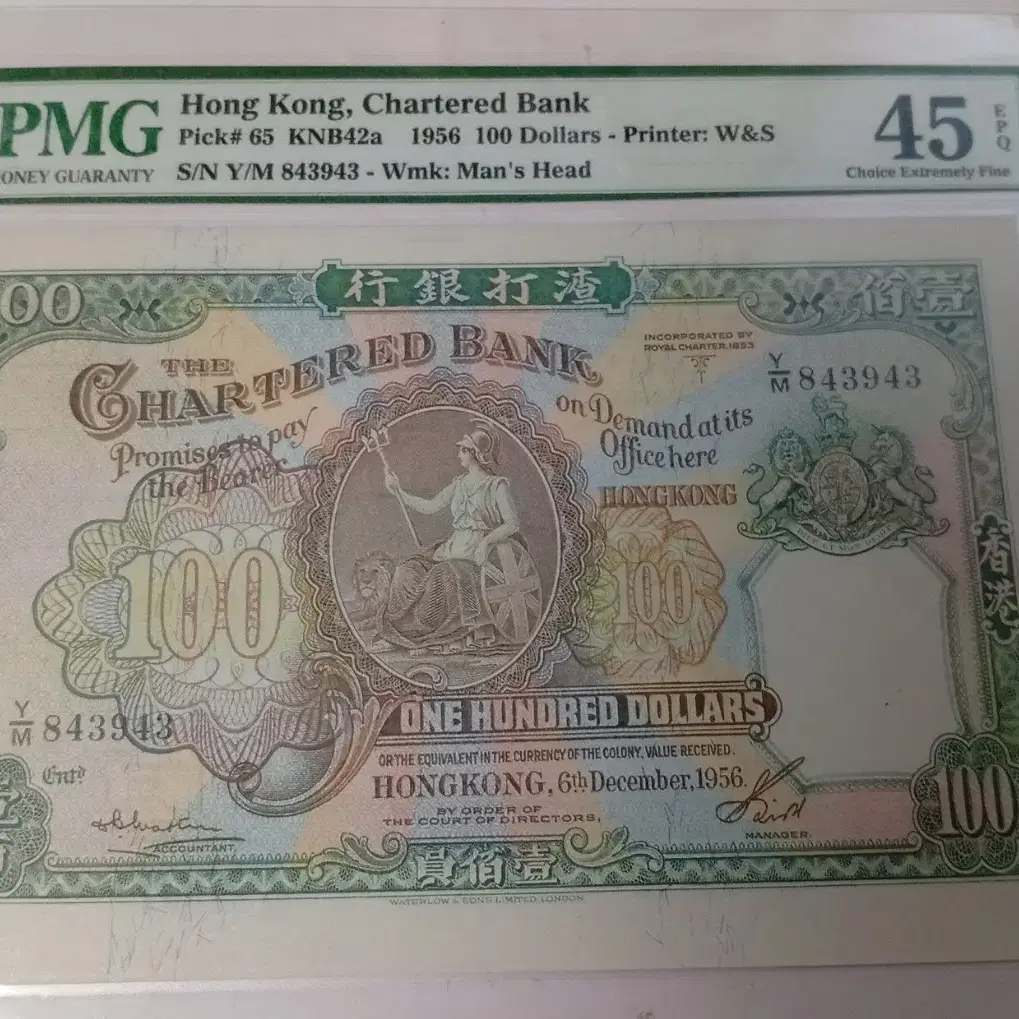 PMG
Hong Kong, Chartered Bank
Pick# 65 KNB42a 1956 100 Dollars - Printer: W&S
S/N Y/M 843943 - Wmk: Man's Head
ONEY GUARANTY
45
EPQ
Choice Extremely Fine
00
行銀打渣
佰壹
THE
CHARTERED BANK
INCORPORATED BY
ROYAL CHARTER, 1853
Y/M 843943
Promises to pay
the Bearer
on Demand at its
Office here
HONGKONG
100
100
香港
ONE HUNDRED DOLLARS
Y/M 843943
OR THE EQUIVALENT IN THE CURRENCY OF THE COLONY, VALUE RECEIVED.
HONGKONG, 6th December, 1956.
Entd
BY ORDER OF
THE COURT OF DIRECTORS,
ACCOUNTANT.
MANAGER.
100
員佰壹
WATERLOW & SONS LIMITED, LONDON